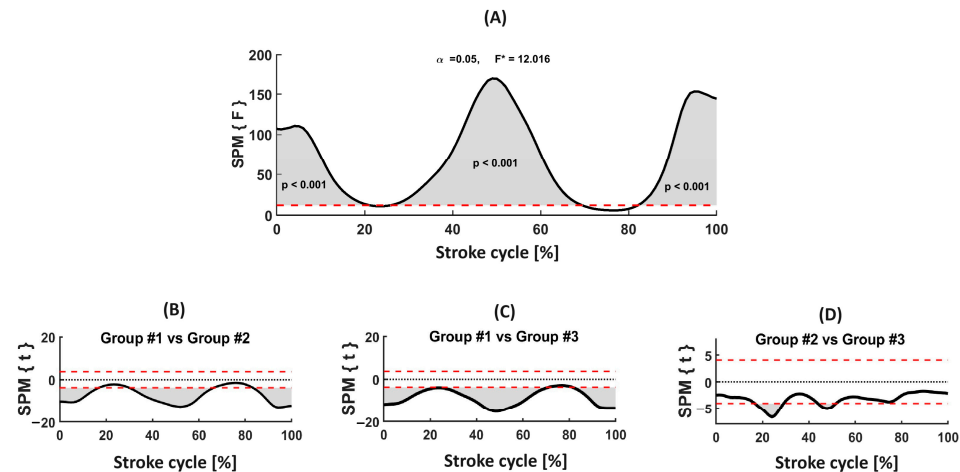 (A)
α =0.05, F* = 12.016
SPM { F }
200
150
100
50
0
p < 0.001
p < 0.001
p < 0.001
0 20 40 60 80 100
Stroke cycle [%]
(B)
Group #1 vs Group #2
SPM { t }
20
0
−20
0 20 40 60 80 100
Stroke cycle [%]
(C)
Group #1 vs Group #3
SPM { t }
20
0
−20
0 20 40 60 80 100
Stroke cycle [%]
(D)
Group #2 vs Group #3
SPM { t }
5
0
−5
0 20 40 60 80 100
Stroke cycle [%]